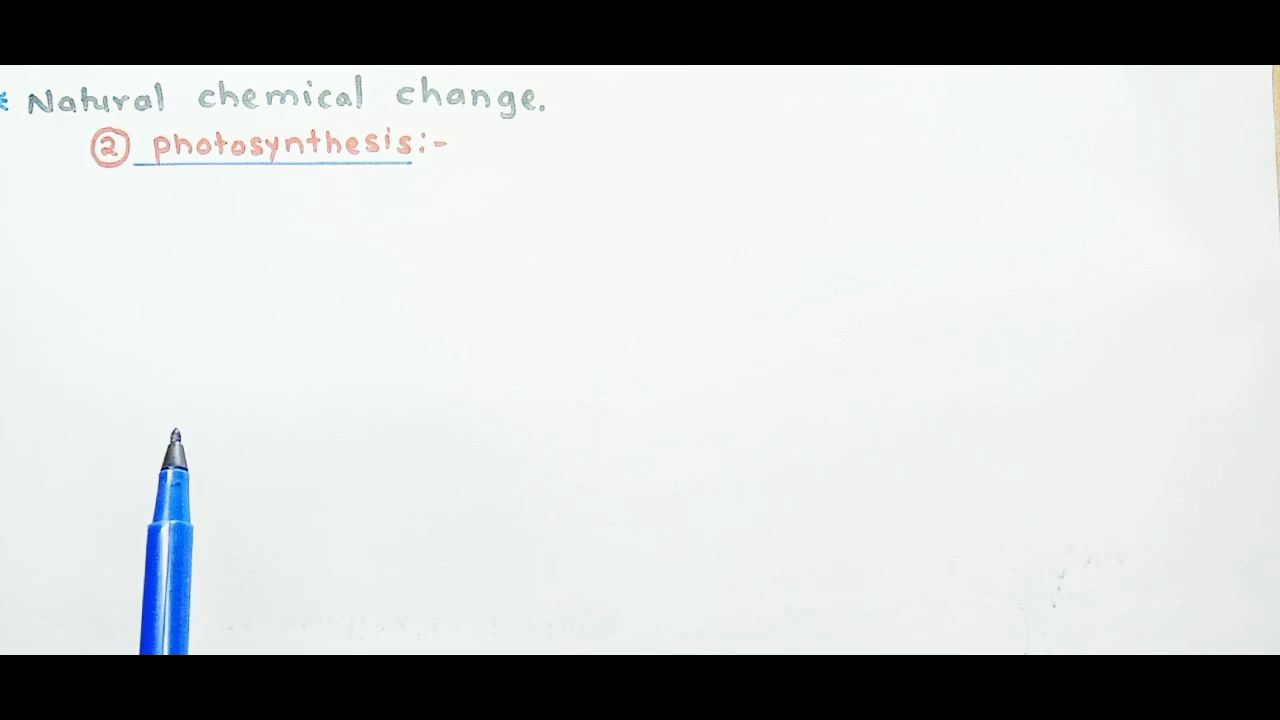 * Natural chemical change.
② photosynthesis:-